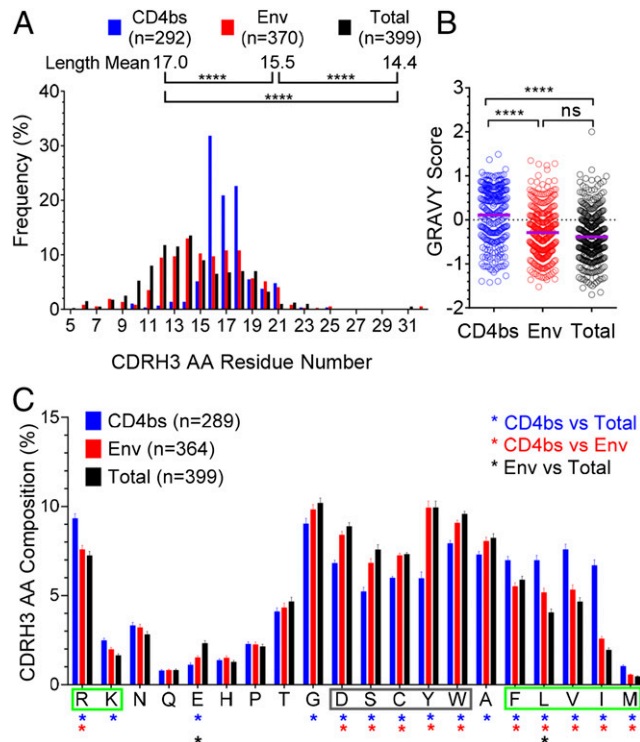 A
CD4bs (n=292)
Env (n=370)
Total (n=399)
Length Mean 17.0 15.5 14.4
**** ****
****
Frequency (%)
40
30
20
10
0
5 7 9 11 13 15 17 19 21 23 25 27 29 31
CDRH3 AA Residue Number
B
****
**** ns
GRAVY Score
3
2
1
-0
-1
-2
CD4bs Env Total
C
CD4bs (n=289)
Env (n=364)
Total (n=399)
* CD4bs vs Total
* CD4bs vs Env
* Env vs Total
CDRH3 AA Composition (%)
15
10
5
0
R K N Q E H P T G D S C Y W A F L V I M
* * * * * * * * * * * * * * *
* * * * * * * * * * *
* *